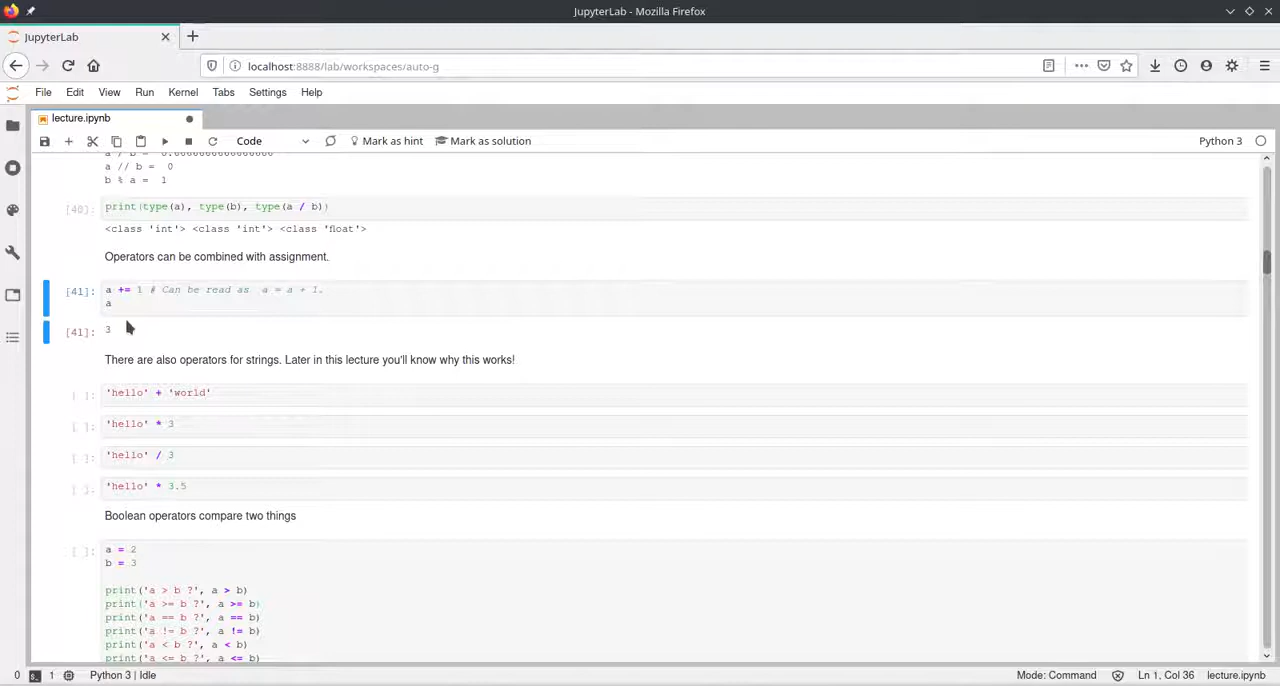 JupyterLab - Mozilla Firefox
JupyterLab
localhost:8888/lab/workspaces/auto-g
File Edit View Run Kernel Tabs Settings Help
lecture.ipynb
Code Mark as hint Mark as solution Python 3
a // b =  0
b % a =  1
[40]: print(type(a), type(b), type(a / b))
<class 'int'> <class 'int'> <class 'float'>
Operators can be combined with assignment.
[41]: a += 1 # Can be read as  a = a + 1.
a
[41]: 3
There are also operators for strings. Later in this lecture you'll know why this works!
[ ]: 'hello' + 'world'
[ ]: 'hello' * 3
[ ]: 'hello' / 3
[ ]: 'hello' * 3.5
Boolean operators compare two things
[ ]: a = 2
b = 3
print('a > b ?', a > b)
print('a >= b ?', a >= b)
print('a == b ?', a == b)
print('a != b ?', a != b)
print('a < b ?', a < b)
print('a <= b ?', a <= b)
0 1 Python 3 | Idle Mode: Command Ln 1, Col 36 lecture.ipynb